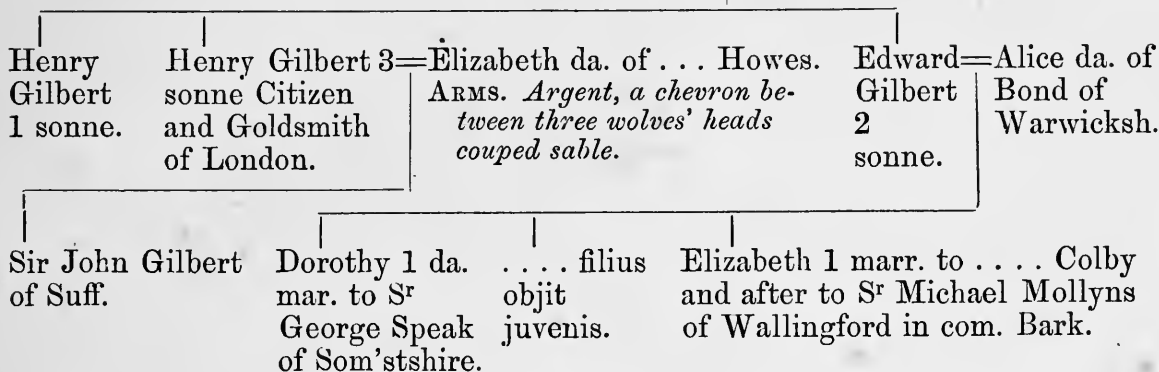 Henry
Gilbert
1 sonne.
Henry Gilbert 3=
sonne Citizen
and Goldsmith
of London.
Elizabeth da. of . . . Howes.
ARMS. Argent, a chevron be-
tween three wolves' heads
couped sable.
Edward=
Gilbert
2
sonne.
Alice da. of
Bond of
Warwicksh.
Sir John Gilbert
of Suff.
Dorothy 1 da.
mar. to Sʳ
George Speak
of Som'stshire.
. . . . filius
objit
juvenis.
Elizabeth 1 marr. to . . . . Colby
and after to Sʳ Michael Mollyns
of Wallingford in com. Bark.